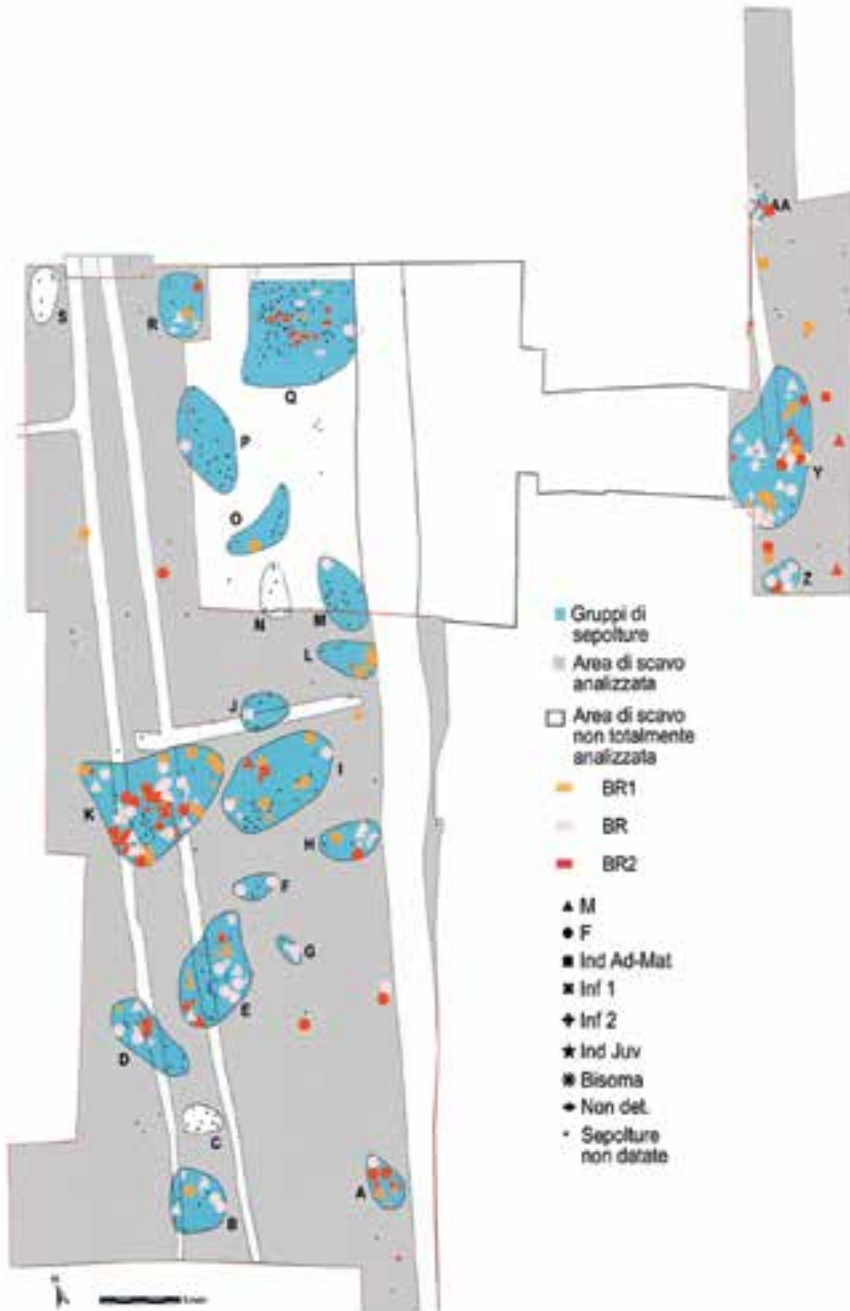 AA
S
R
Q
P
Y
O
Z
N
M
L
J
I
K
H
F
G
E
D
C
A
B
Gruppi di
sepolture
Area di scavo
analizzata
Area di scavo
non totalmente
analizzata
BR1
BR
BR2
M
F
Ind Ad-Mat
Inf 1
Inf 2
Ind Juv
Bisoma
Non det.
Sepolture
non datate